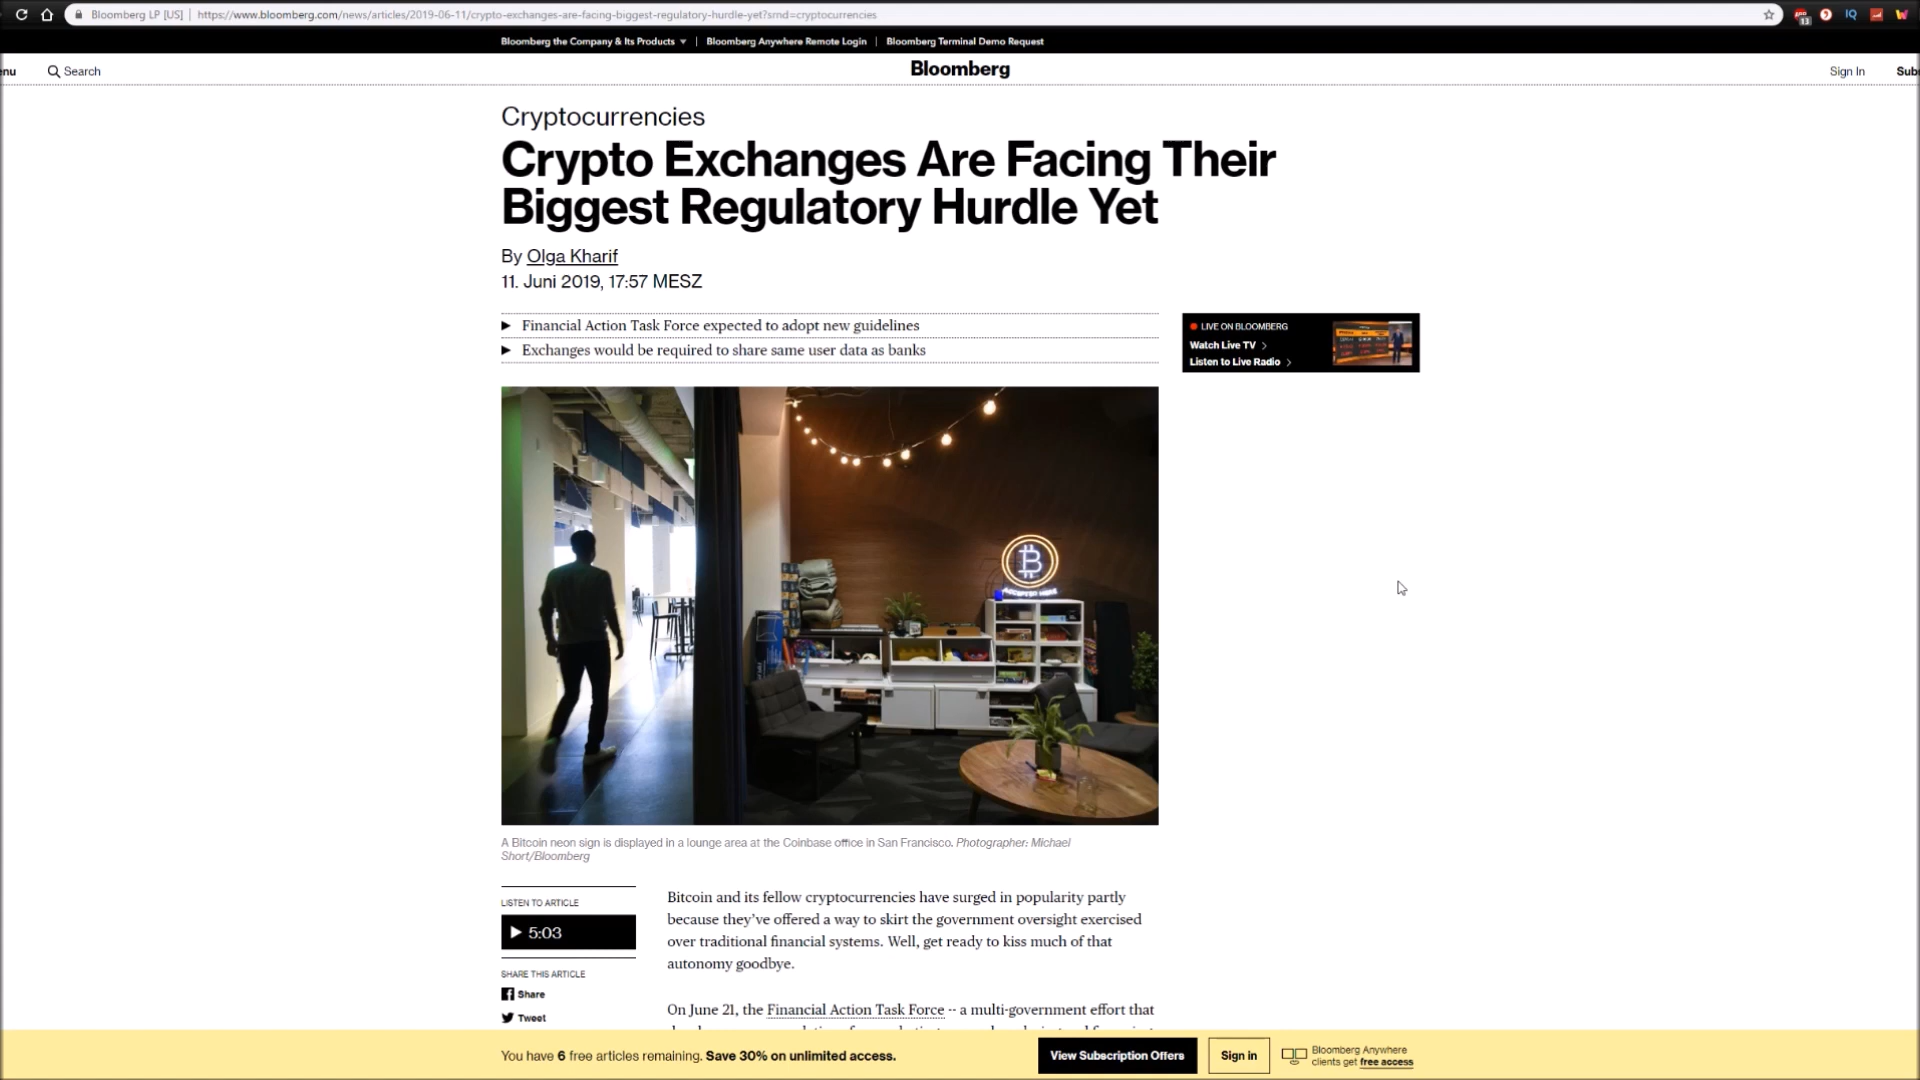 Bloomberg LP [US] | https://www.bloomberg.com/news/articles/2019-06-11/crypto-exchanges-are-facing-biggest-regulatory-hurdle-yet?srnd=cryptocurrencies
13 IQ
Bloomberg the Company & Its Products ▼ | Bloomberg Anywhere Remote Login | Bloomberg Terminal Demo Request
enu Search Bloomberg Sign In Sub
Cryptocurrencies
Crypto Exchanges Are Facing Their
Biggest Regulatory Hurdle Yet
By Olga Kharif
11. Juni 2019, 17:57 MESZ
Financial Action Task Force expected to adopt new guidelines
Exchanges would be required to share same user data as banks
LIVE ON BLOOMBERG
Watch Live TV >
Listen to Live Radio >
ACCEPTED HERE
A Bitcoin neon sign is displayed in a lounge area at the Coinbase office in San Francisco. Photographer: Michael
Short/Bloomberg
LISTEN TO ARTICLE
5:03
SHARE THIS ARTICLE
Share
Tweet
Bitcoin and its fellow cryptocurrencies have surged in popularity partly
because they've offered a way to skirt the government oversight exercised
over traditional financial systems. Well, get ready to kiss much of that
autonomy goodbye.
On June 21, the Financial Action Task Force -- a multi-government effort that
You have 6 free articles remaining. Save 30% on unlimited access.
View Subscription Offers
Sign in
Bloomberg Anywhere
clients get free access